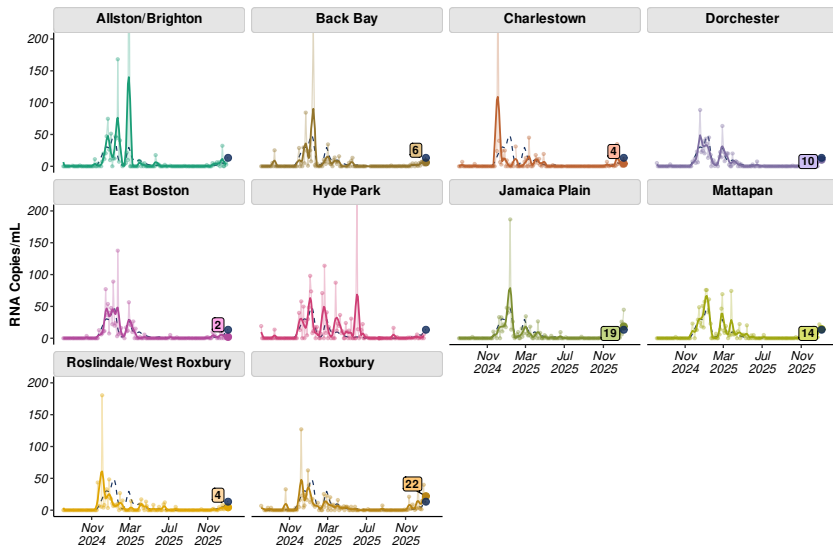 Allston/Brighton
Back Bay
Charlestown
Dorchester
200
150
100
50
0
6
4
10
East Boston
Hyde Park
Jamaica Plain
Mattapan
200
150
100
50
0
2
19
14
Nov 2024
Mar 2025
Jul 2025
Nov 2025
Nov 2024
Mar 2025
Jul 2025
Nov 2025
Roslindale/West Roxbury
Roxbury
200
150
100
50
0
4
22
Nov 2024
Mar 2025
Jul 2025
Nov 2025
Nov 2024
Mar 2025
Jul 2025
Nov 2025
RNA Copies/mL